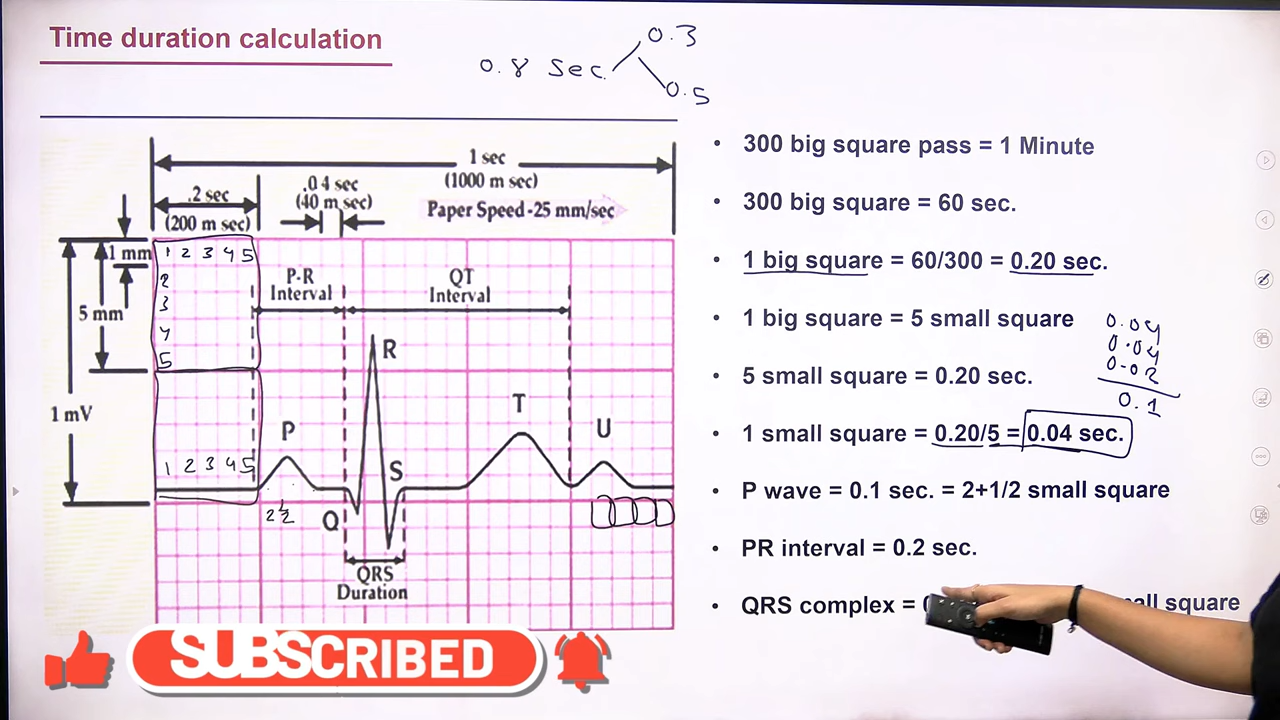 Time duration calculation
0.8 sec.
0.3
0.5
1 sec
(1000 m sec)
.2 sec
(200 m sec)
.04 sec
(40 m sec)
Paper Speed-25 mm/sec
1 mm
5 mm
1 mV
1 2 3 4 5
2
3
4
5
P-R
Interval
QT
Interval
R
P
T
U
S
1 2 3 4 5
2 1/2
Q
QRS
Duration
• 300 big square pass = 1 Minute
• 300 big square = 60 sec.
• 1 big square = 60/300 = 0.20 sec.
• 1 big square = 5 small square
• 5 small square = 0.20 sec.
• 1 small square = 0.20/5 = 0.04 sec.
• P wave = 0.1 sec. = 2+1/2 small square
• PR interval = 0.2 sec.
• QRS complex =
square
0.04
0.04
0.02
0.1
SUBSCRIBED